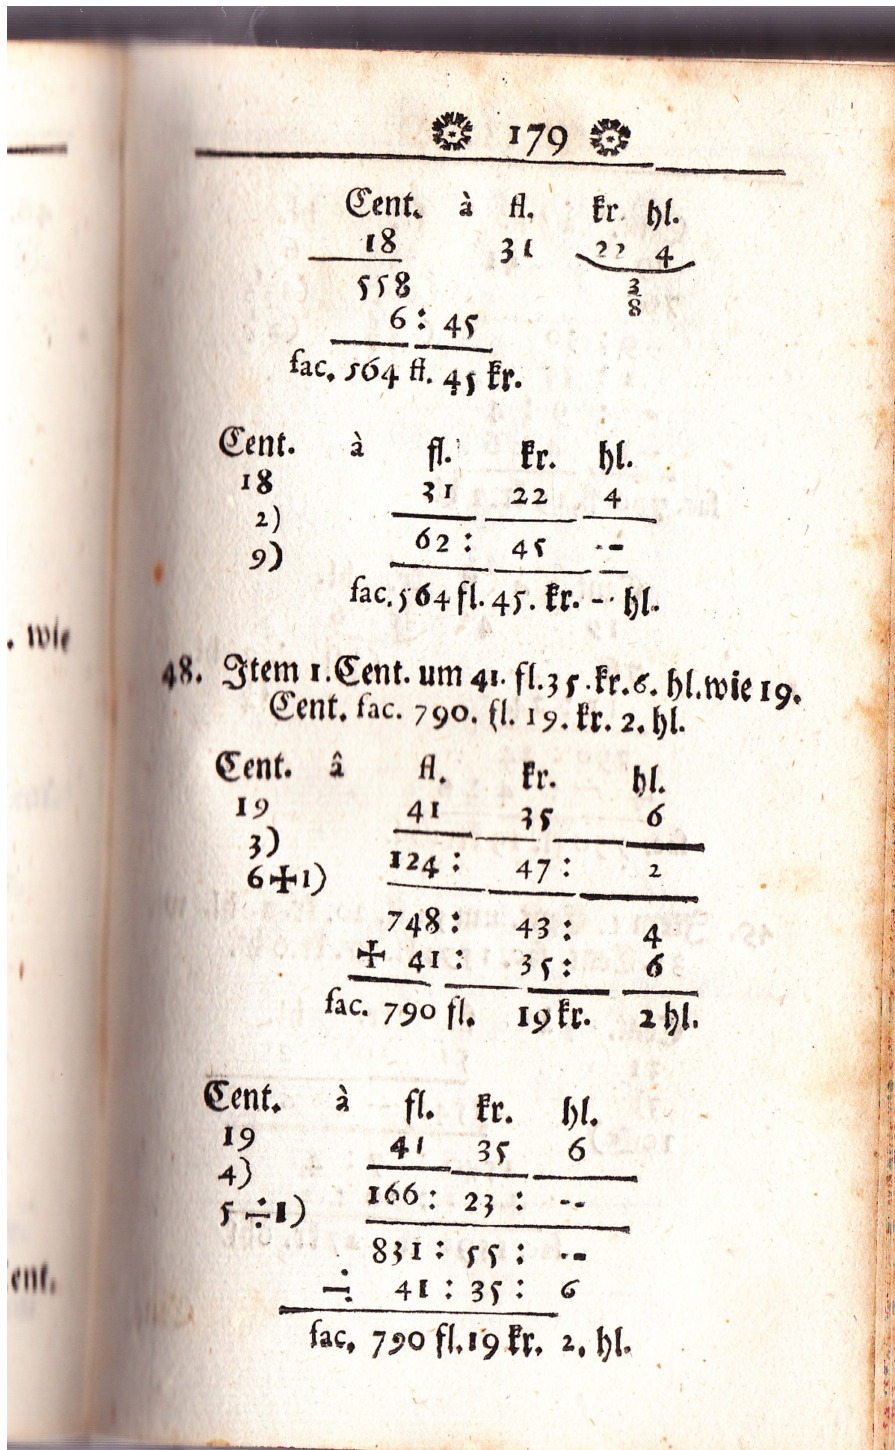 179
Cent. à fl. kr. hl.
18 31 22 4
558 3/8
6 : 45
fac. 564 fl. 45 kr.
Cent. à fl. kr. hl.
18 31 22 4
2) 62 : 45 --
9)
fac. 564 fl. 45. kr. -- hl.
. wie
48. Item 1. Cent. um 41. fl. 35. kr. 6. hl. wie 19.
Cent. fac. 790. fl. 19. kr. 2. hl.
Cent. â fl. kr. hl.
19 41 35 6
3) 124 : 47 : 2
6+1)
748 : 43 : 4
+ 41 : 35 : 6
fac. 790 fl. 19 kr. 2 hl.
Cent. à fl. kr. hl.
19 41 35 6
4) 166 : 23 : --
5÷1)
831 : 55 : --
ent. ÷ 41 : 35 : 6
fac. 790 fl. 19 kr. 2. hl.